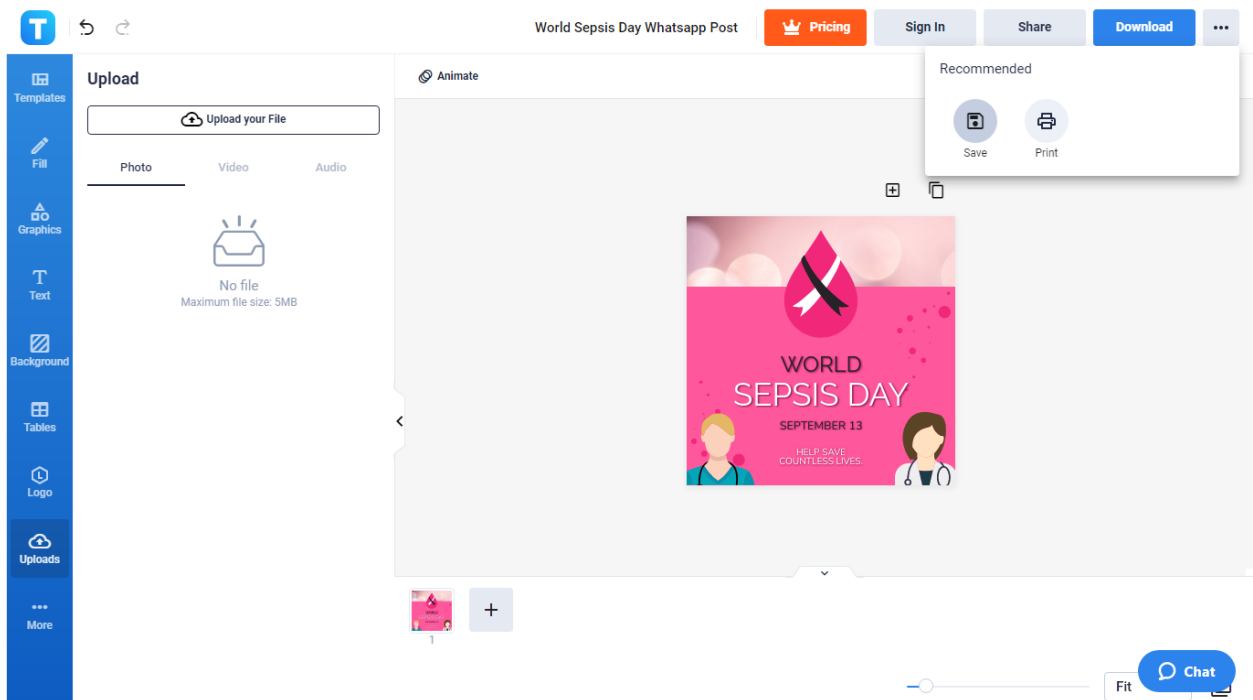 T
World Sepsis Day Whatsapp Post
Pricing
Sign In
Share
Download
Templates
Fill
Graphics
T
Text
Background
Tables
L
Logo
Uploads
More
Upload
Upload your File
Photo
Video
Audio
No file
Maximum file size: 5MB
Animate
Recommended
Save
Print
WORLD
SEPSIS DAY
SEPTEMBER 13
HELP SAVE
COUNTLESS LIVES.
1
Fit
Chat